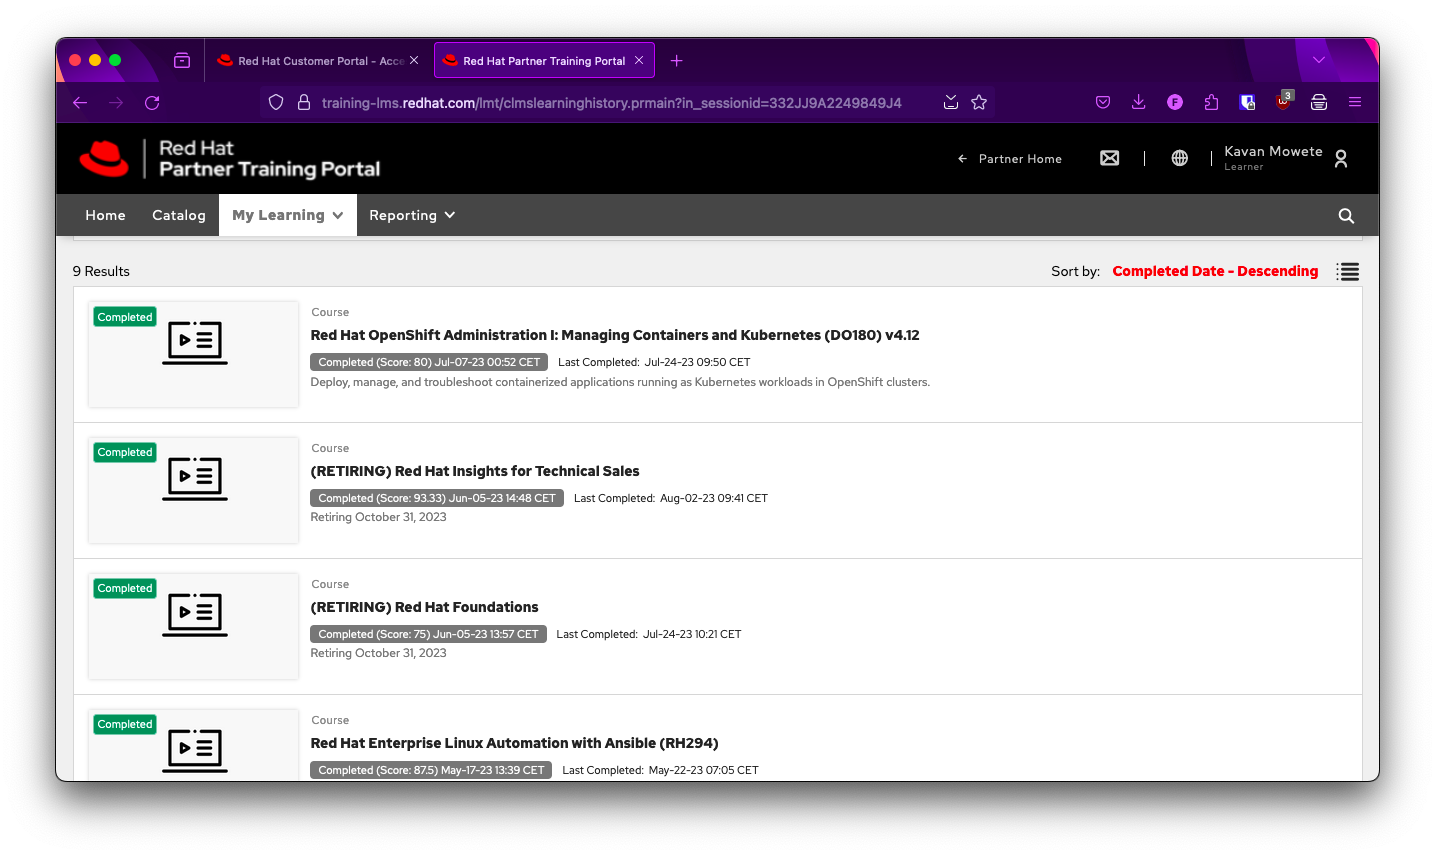 Red Hat Customer Portal - Acce
Red Hat Partner Training Portal
training-lms.redhat.com/lmt/clmslearninghistory.prmain?in_sessionid=332JJ9A2249849J4
F
3
Red Hat
Partner Training Portal
Partner Home
Kavan Mowete
Learner
Home
Catalog
My Learning
Reporting
9 Results
Sort by: Completed Date - Descending
Completed
Course
Red Hat OpenShift Administration I: Managing Containers and Kubernetes (DO180) v4.12
Completed (Score: 80) Jul-07-23 00:52 CET Last Completed: Jul-24-23 09:50 CET
Deploy, manage, and troubleshoot containerized applications running as Kubernetes workloads in OpenShift clusters.
Completed
Course
(RETIRING) Red Hat Insights for Technical Sales
Completed (Score: 93.33) Jun-05-23 14:48 CET Last Completed: Aug-02-23 09:41 CET
Retiring October 31, 2023
Completed
Course
(RETIRING) Red Hat Foundations
Completed (Score: 75) Jun-05-23 13:57 CET Last Completed: Jul-24-23 10:21 CET
Retiring October 31, 2023
Completed
Course
Red Hat Enterprise Linux Automation with Ansible (RH294)
Completed (Score: 87.5) May-17-23 13:39 CET Last Completed: May-22-23 07:05 CET